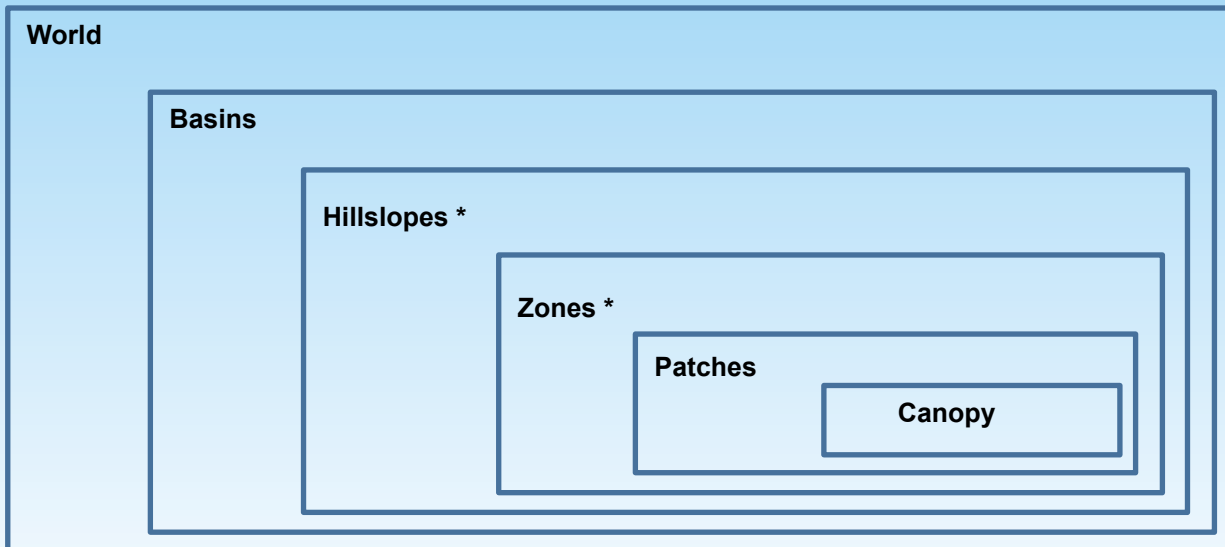 World
Basins
Hillslopes *
Zones *
Patches
Canopy